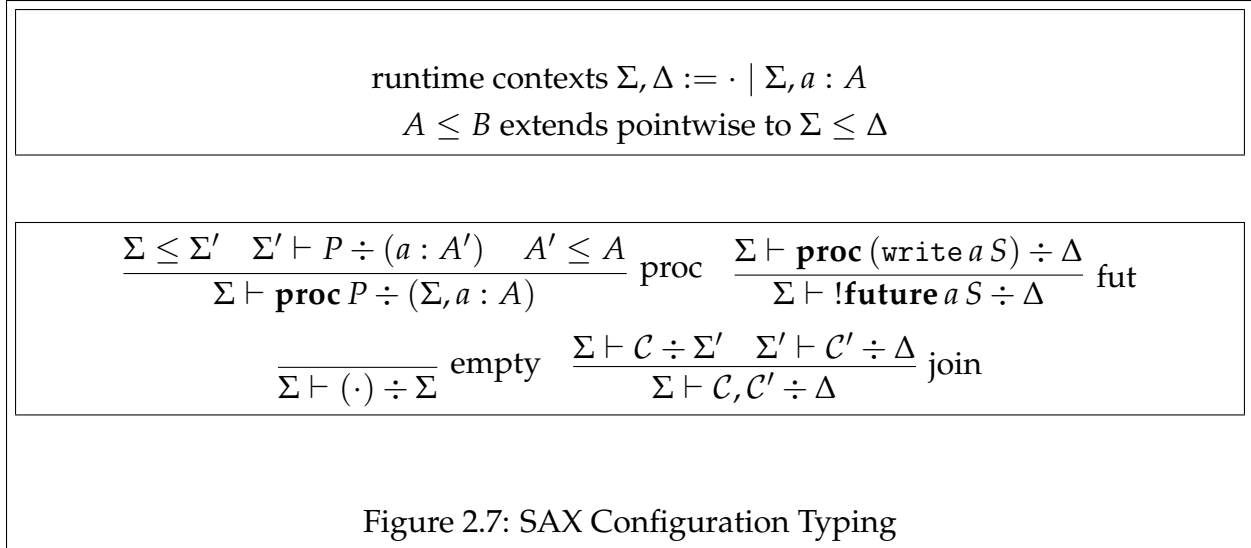 runtime contexts Σ, Δ := · | Σ, a : A
A ≤ B extends pointwise to Σ ≤ Δ
Σ ≤ Σ′ Σ′ ⊢ P ÷ (a : A′) A′ ≤ A
Σ ⊢ proc P ÷ (Σ, a : A)
proc
Σ ⊢ proc (write a S) ÷ Δ
Σ ⊢ !future a S ÷ Δ
fut
Σ ⊢ (·) ÷ Σ
empty
Σ ⊢ 𝒞 ÷ Σ′ Σ′ ⊢ 𝒞′ ÷ Δ
Σ ⊢ 𝒞, 𝒞′ ÷ Δ
join
Figure 2.7: SAX Configuration Typing